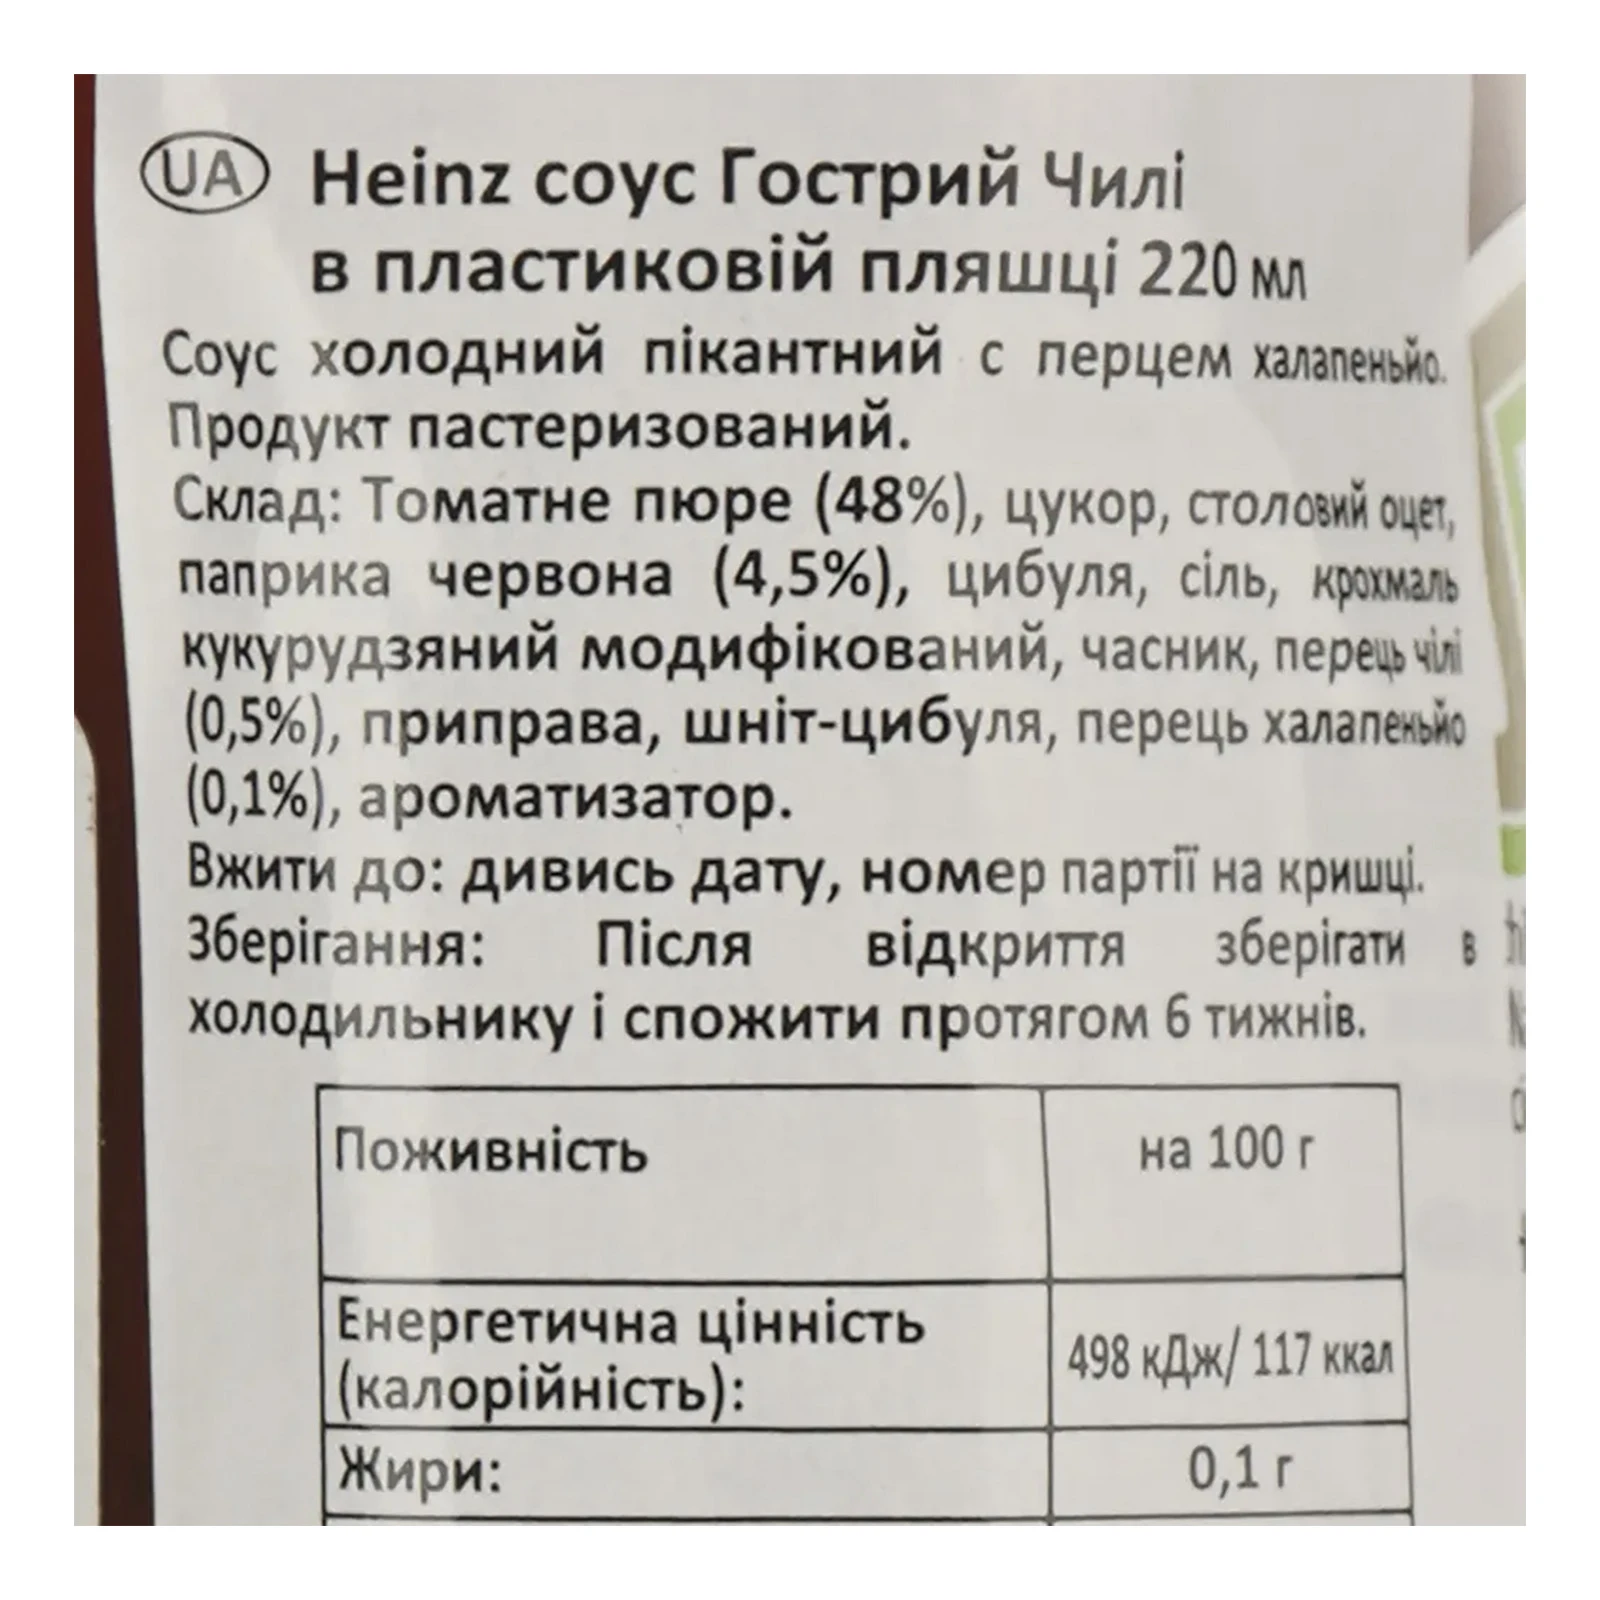 UA Heinz соус Гострий Чилі
в пластиковій пляшці 220 мл
Соус холодний пікантний с перцем халапеньйо.
Продукт пастеризований.
Склад: Томатне пюре (48%), цукор, столовий оцет,
паприка червона (4,5%), цибуля, сіль, крохмаль
кукурудзяний модифікований, часник, перець чілі
(0,5%), приправа, шніт-цибуля, перець халапеньйо
(0,1%), ароматизатор.
Вжити до: дивись дату, номер партії на кришці.
Зберігання: Після відкриття зберігати в
холодильнику і спожити протягом 6 тижнів.
Поживність на 100 г
Енергетична цінність
(калорійність): 498 кДж/ 117 ккал
Жири: 0,1 г